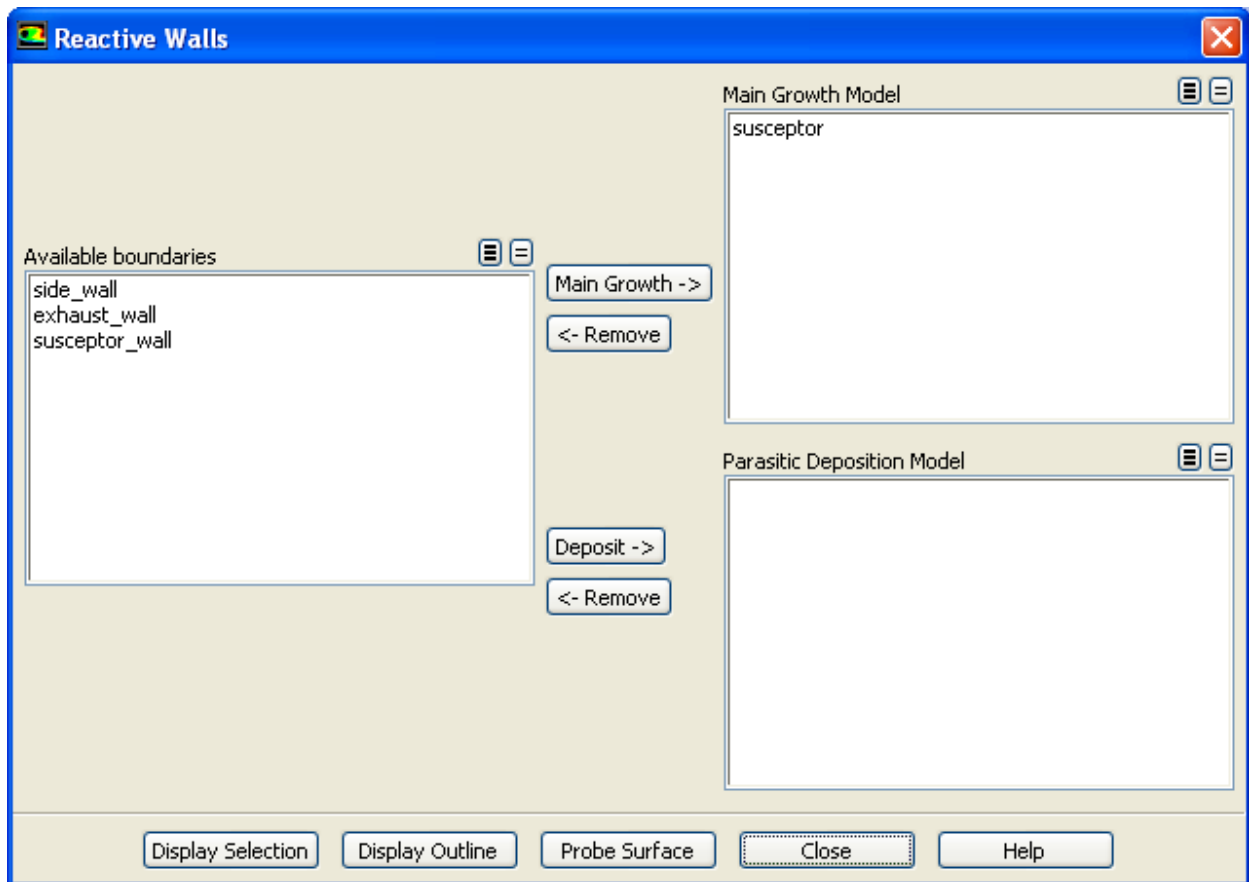 Reactive Walls
Main Growth Model
susceptor
Available boundaries
side_wall
exhaust_wall
susceptor_wall
Main Growth ->
<- Remove
Parasitic Deposition Model
Deposit ->
<- Remove
Display Selection
Display Outline
Probe Surface
Close
Help